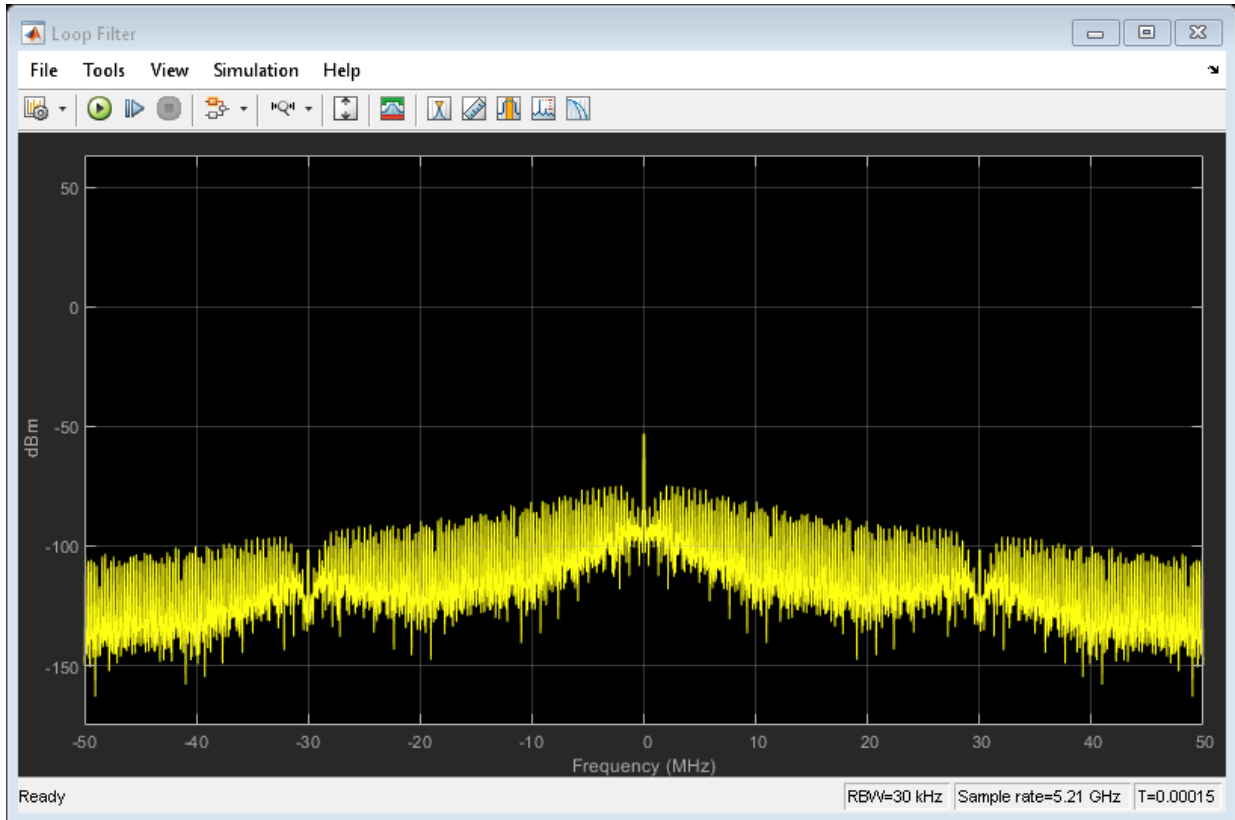 Loop Filter
File Tools View Simulation Help
50
0
-50
-100
-150
dBm
-50 -40 -30 -20 -10 0 10 20 30 40 50
Frequency (MHz)
Ready RBW=30 kHz Sample rate=5.21 GHz T=0.00015